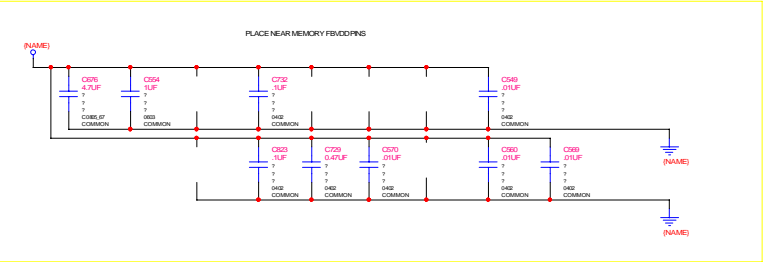 PLACE NEAR MEMORY FBVDDPINS
(NAME)
C676
4.7UF
?
?
?
C0805_67
COMMON
C554
1UF
?
?
?
0603
COMMON
C732
.1UF
?
?
?
0402
COMMON
C549
.01UF
?
?
?
0402
COMMON
(NAME)
C823
.1UF
?
?
?
0402
COMMON
C729
0.47UF
?
?
?
0402
COMMON
C570
.01UF
?
?
?
0402
COMMON
C560
.01UF
?
?
?
0402
COMMON
C569
.01UF
?
?
?
0402
COMMON
(NAME)